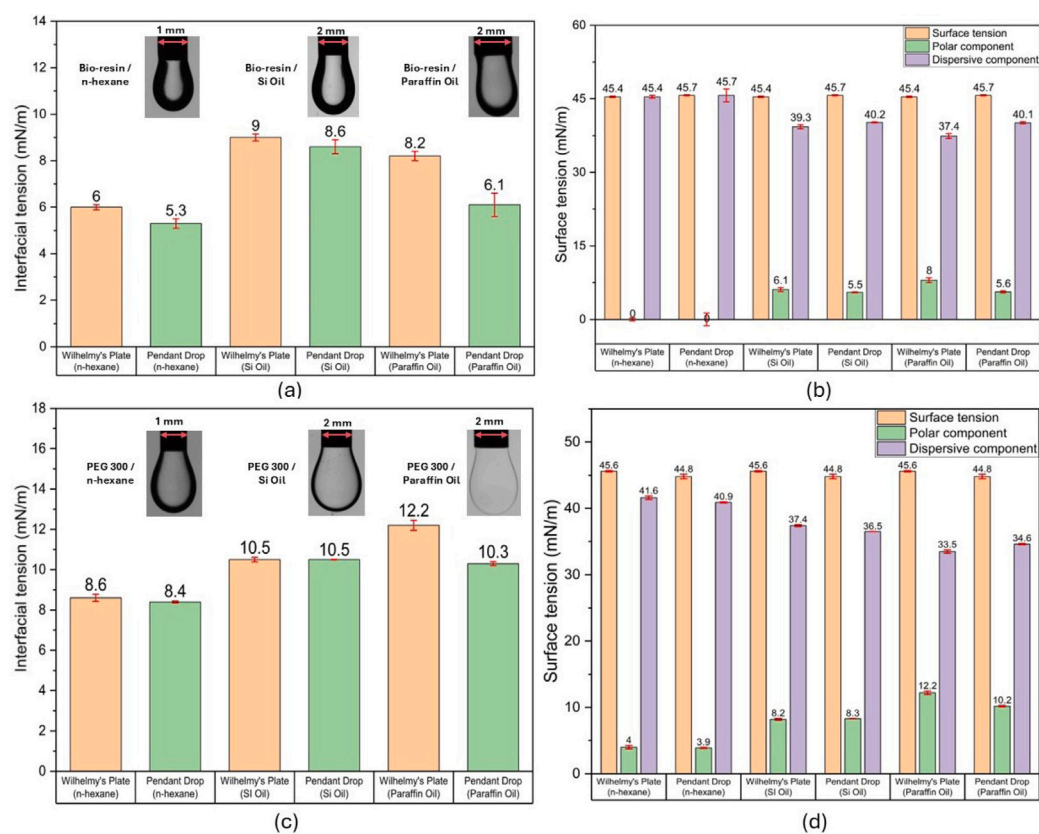 14
12
10
8
6
4
2
0
Interfacial tension (mN/m)
1 mm
2 mm
2 mm
Bio-resin /
n-hexane
Bio-resin /
Si Oil
Bio-resin /
Paraffin Oil
6
5.3
9
8.6
8.2
6.1
Wilhelmy's Plate
(n-hexane)
Pendant Drop
(n-hexane)
Wilhelmy's Plate
(Si Oil)
Pendant Drop
(Si Oil)
Wilhelmy's Plate
(Paraffin Oil)
Pendant Drop
(Paraffin Oil)
(a)
60
45
30
15
0
Surface tension (mN/m)
Surface tension
Polar component
Dispersive component
45.4
0
45.4
45.7
0
45.7
45.4
6.1
39.3
45.7
5.5
40.2
45.4
8
37.4
45.7
5.6
40.1
Wilhelmy's Plate
(n-hexane)
Pendant Drop
(n-hexane)
Wilhelmy's Plate
(Si Oil)
Pendant Drop
(Si Oil)
Wilhelmy's Plate
(Paraffin Oil)
Pendant Drop
(Paraffin Oil)
(b)
18
16
14
12
10
8
6
4
2
0
Interfacial tension (mN/m)
1 mm
2 mm
2 mm
PEG 300 /
n-hexane
PEG 300 /
Si Oil
PEG 300 /
Paraffin Oil
8.6
8.4
10.5
10.5
12.2
10.3
Wilhelmy's Plate
(n-hexane)
Pendant Drop
(n-hexane)
Wilhelmy's Plate
(SI Oil)
Pendant Drop
(Si Oil)
Wilhelmy's Plate
(Paraffin Oil)
Pendant Drop
(Paraffin Oil)
(c)
50
40
30
20
10
0
Surface tension (mN/m)
Surface tension
Polar component
Dispersive component
45.6
4
41.6
44.8
3.9
40.9
45.6
8.2
37.4
44.8
8.3
36.5
45.6
12.2
33.5
44.8
10.2
34.6
Wilhelmy's Plate
(n-hexane)
Pendant Drop
(n-hexane)
Wilhelmy's Plate
(SI Oil)
Pendant Drop
(Si Oil)
Wilhelmy's Plate
(Paraffin Oil)
Pendant Drop
(Paraffin Oil)
(d)